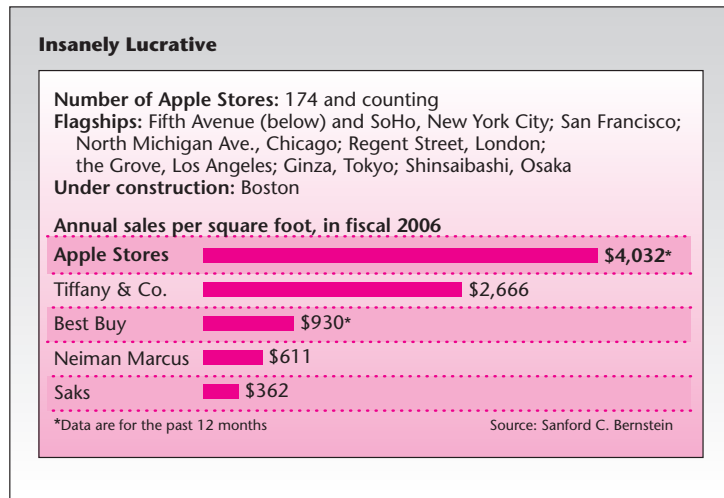 Insanely Lucrative
Number of Apple Stores: 174 and counting
Flagships: Fifth Avenue (below) and SoHo, New York City; San Francisco;
North Michigan Ave., Chicago; Regent Street, London;
the Grove, Los Angeles; Ginza, Tokyo; Shinsaibashi, Osaka
Under construction: Boston
Annual sales per square foot, in fiscal 2006
Apple Stores $4,032*
Tiffany & Co. $2,666
Best Buy $930*
Neiman Marcus $611
Saks $362
*Data are for the past 12 months Source: Sanford C. Bernstein